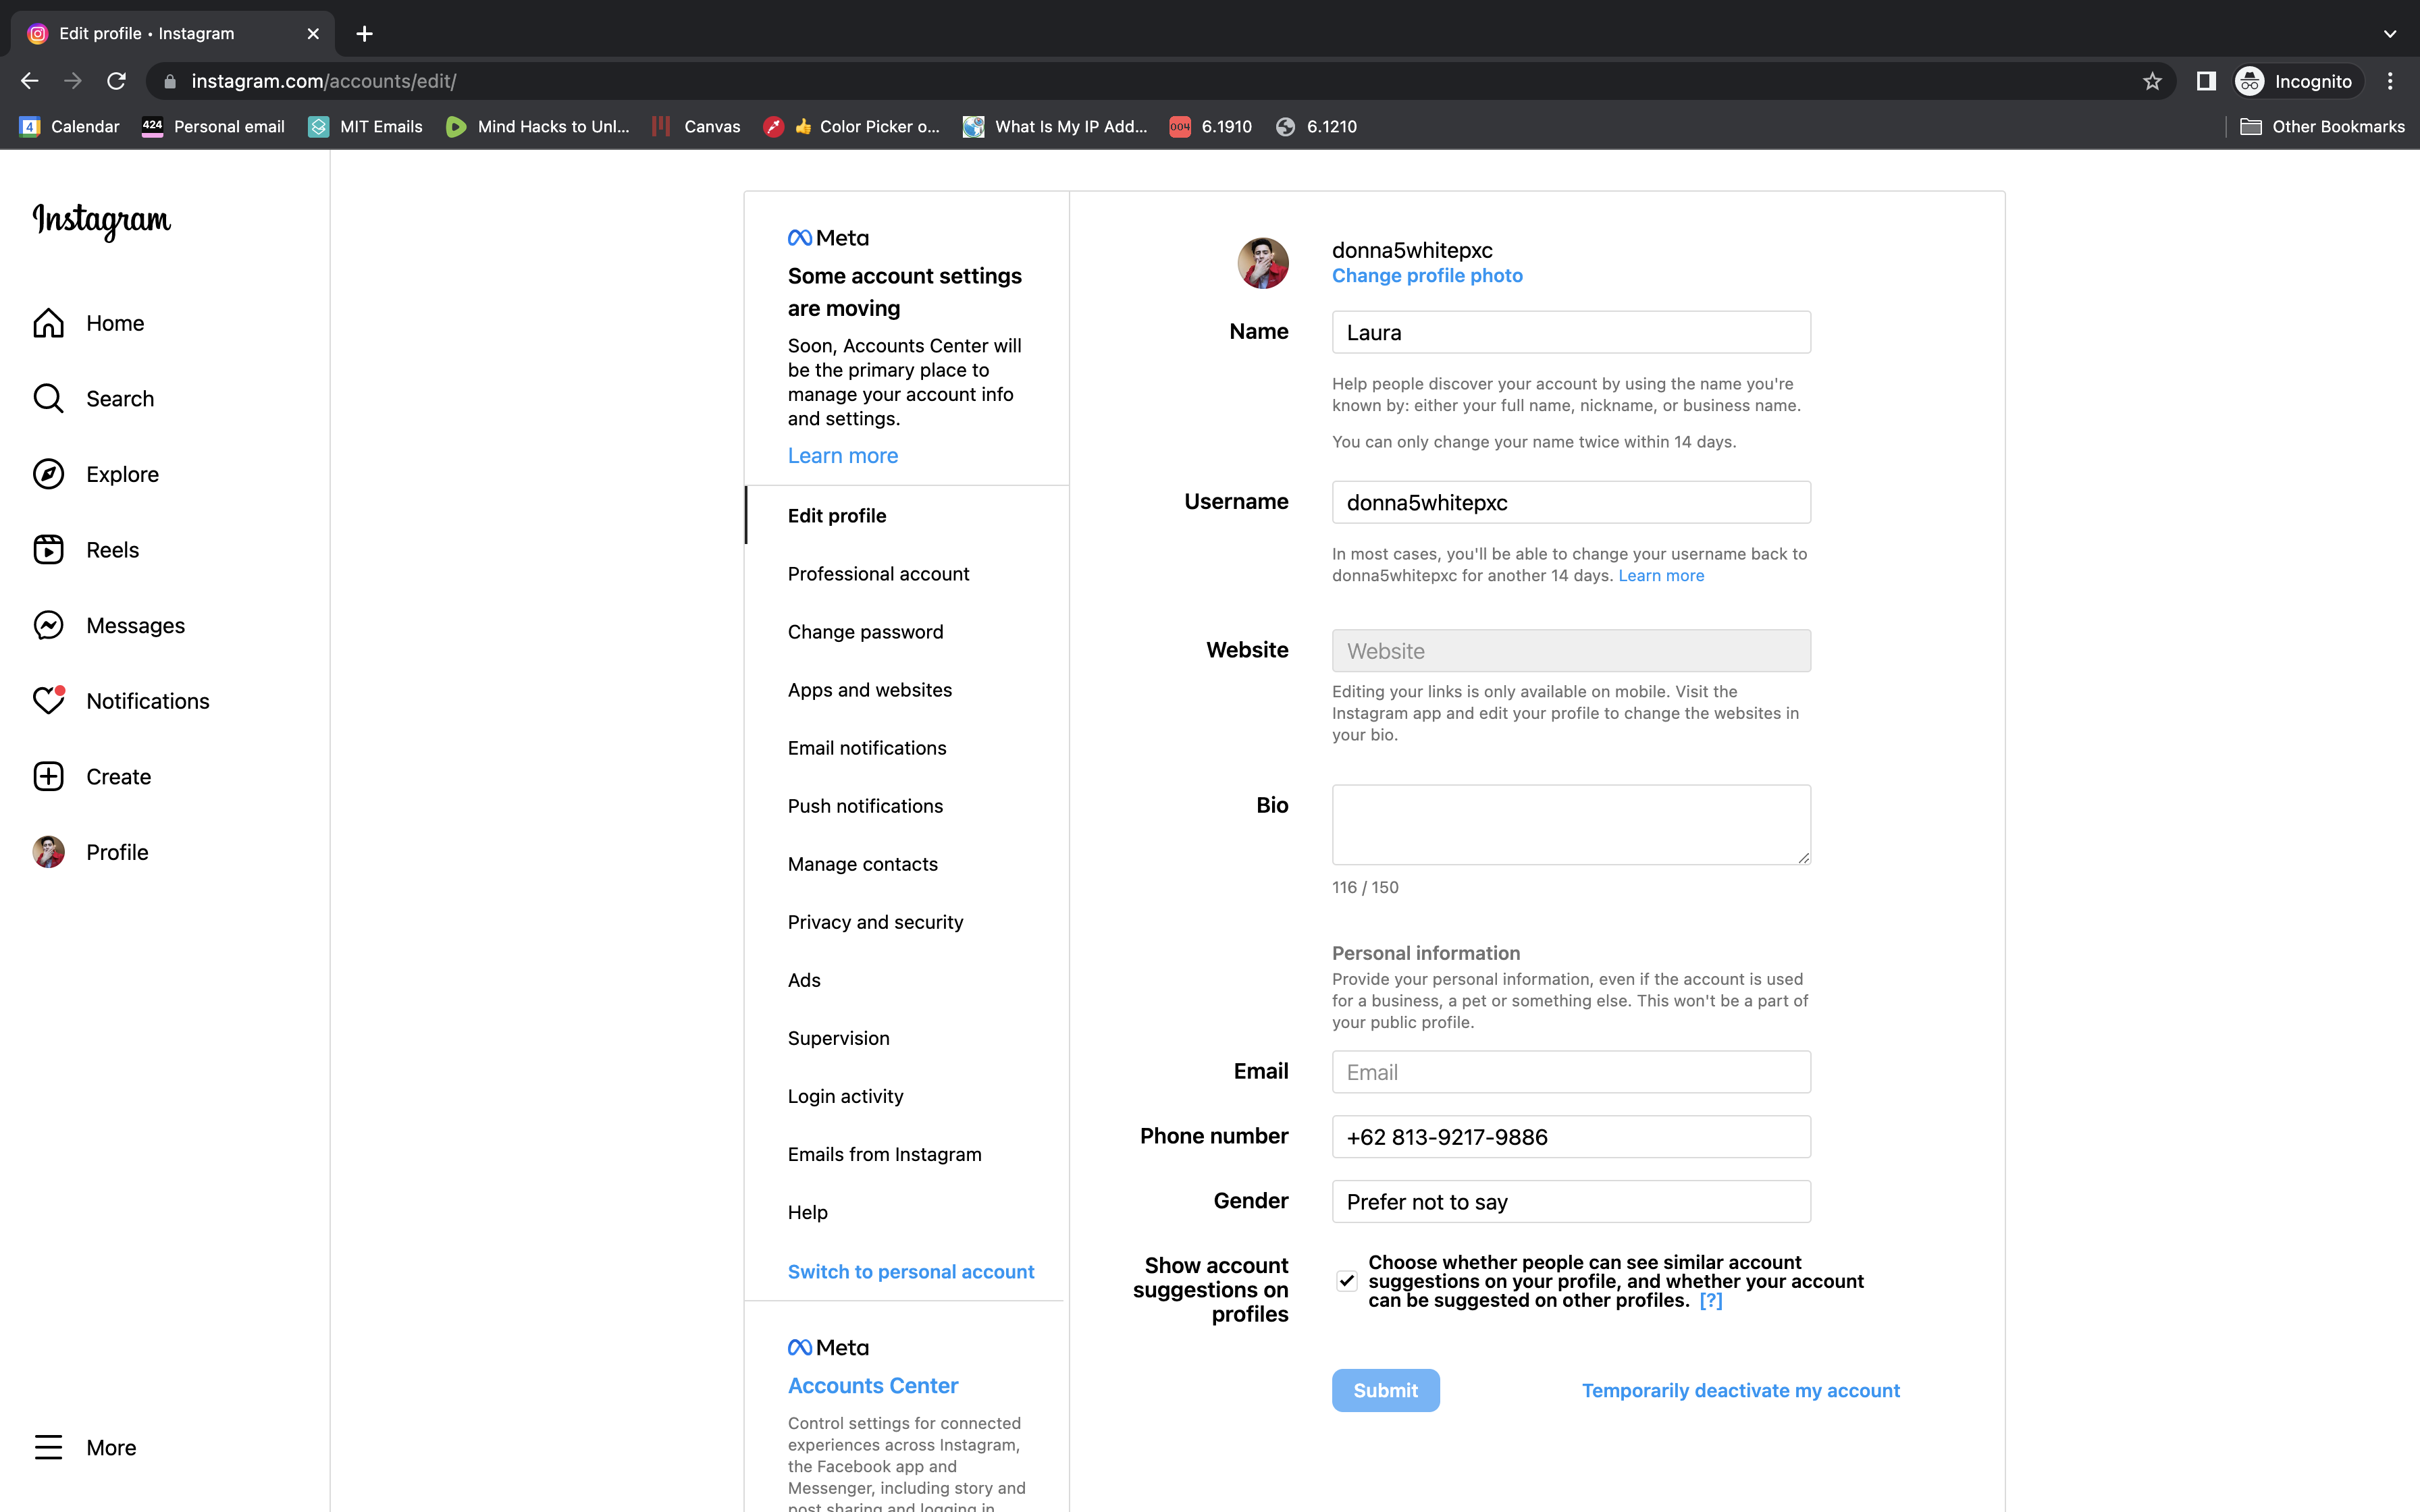 Edit profile • Instagram
instagram.com/accounts/edit/
Incognito
Calendar
424
Personal email
MIT Emails
Mind Hacks to Unl...
Canvas
👍 Color Picker o...
What Is My IP Add...
004
6.1910
6.1210
Other Bookmarks
4
Instagram
Home
Search
Explore
Reels
Messages
Notifications
Create
Profile
More
Meta
Some account settings
are moving
Soon, Accounts Center will
be the primary place to
manage your account info
and settings.
Learn more
Edit profile
Professional account
Change password
Apps and websites
Email notifications
Push notifications
Manage contacts
Privacy and security
Ads
Supervision
Login activity
Emails from Instagram
Help
Switch to personal account
Meta
Accounts Center
Control settings for connected
experiences across Instagram,
the Facebook app and
Messenger, including story and
post sharing and logging in.
donna5whitepxc
Change profile photo
Name
Laura
Help people discover your account by using the name you're
known by: either your full name, nickname, or business name.
You can only change your name twice within 14 days.
Username
donna5whitepxc
In most cases, you'll be able to change your username back to
donna5whitepxc for another 14 days. Learn more
Website
Website
Editing your links is only available on mobile. Visit the
Instagram app and edit your profile to change the websites in
your bio.
Bio
116 / 150
Personal information
Provide your personal information, even if the account is used
for a business, a pet or something else. This won't be a part of
your public profile.
Email
Email
Phone number
+62 813-9217-9886
Gender
Prefer not to say
Show account
suggestions on
profiles
Choose whether people can see similar account
suggestions on your profile, and whether your account
can be suggested on other profiles. [?]
Submit
Temporarily deactivate my account